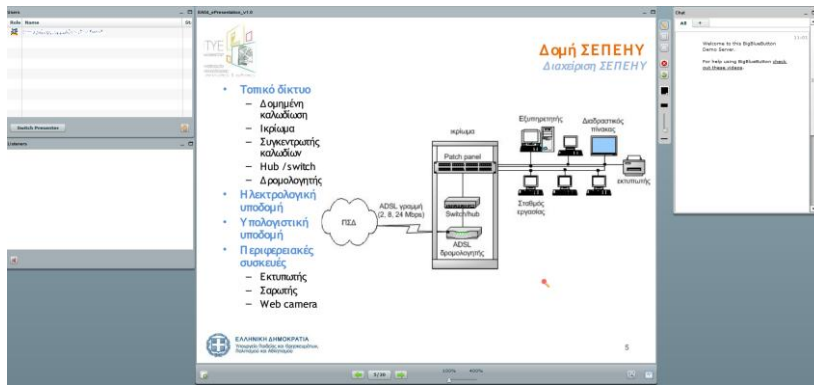 Users
Role Name
Switch Presenter
Listeners
Δομή ΣΕΠΕΗΥ
Διαχείριση ΣΕΠΕΗΥ
• Τοπικό δίκτυο
– Δομημένη
καλωδίωση
– Ικρίωμα
– Συγκεντρωτής
καλωδίων
– Hub / switch
– Δρομολογητής
• Ηλεκτρολογική
υποδομή
• Υπολογιστική
υποδομή
• Περιφερειακές
συσκευές
– Εκτυπωτής
– Σαρωτής
– Web camera
ικρίωμα
Patch panel
Switch/hub
ADSL
δρομολογητής
ΠΣΔ
ADSL γραμμή
(2, 8, 24 Mbps)
Εξυπηρετητής
Διαδραστικός
πίνακας
εκτυπωτής
Σταθμός
εργασίας
ΕΛΛΗΝΙΚΗ ΔΗΜΟΚΡΑΤΙΑ
5
100%
400%
Chat
All +
Welcome to this BigBlueButton
Demo Server.
For help using BigBlueButton check
out these videos.